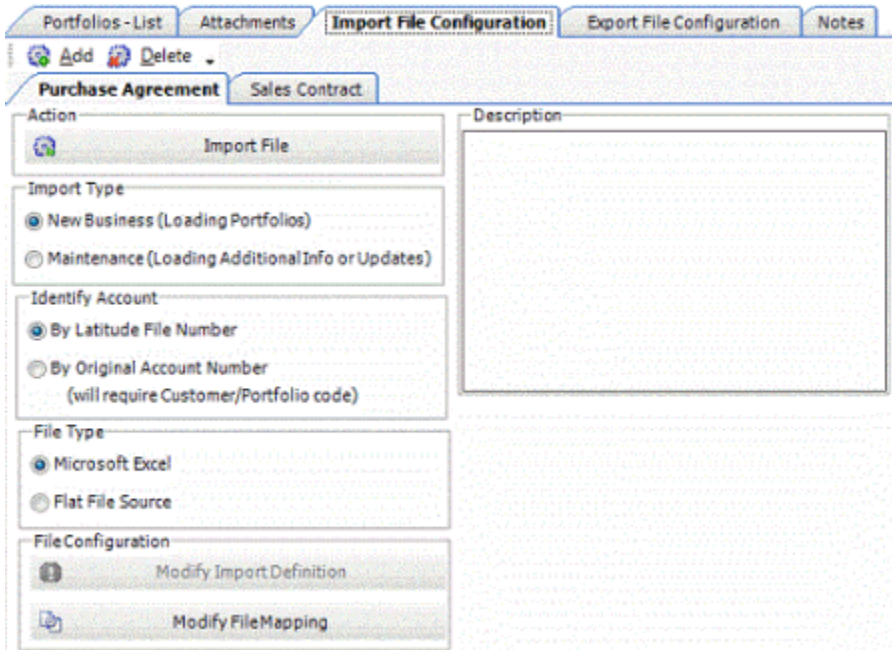 Portfolios - List Attachments Import File Configuration Export File Configuration Notes
Add Delete
Purchase Agreement Sales Contract
Action
Import File
Description
Import Type
New Business (Loading Portfolios)
Maintenance (Loading Additional Info or Updates)
Identify Account
By Latitude File Number
By Original Account Number
(will require Customer/Portfolio code)
File Type
Microsoft Excel
Flat File Source
File Configuration
Modify Import Definition
Modify File Mapping